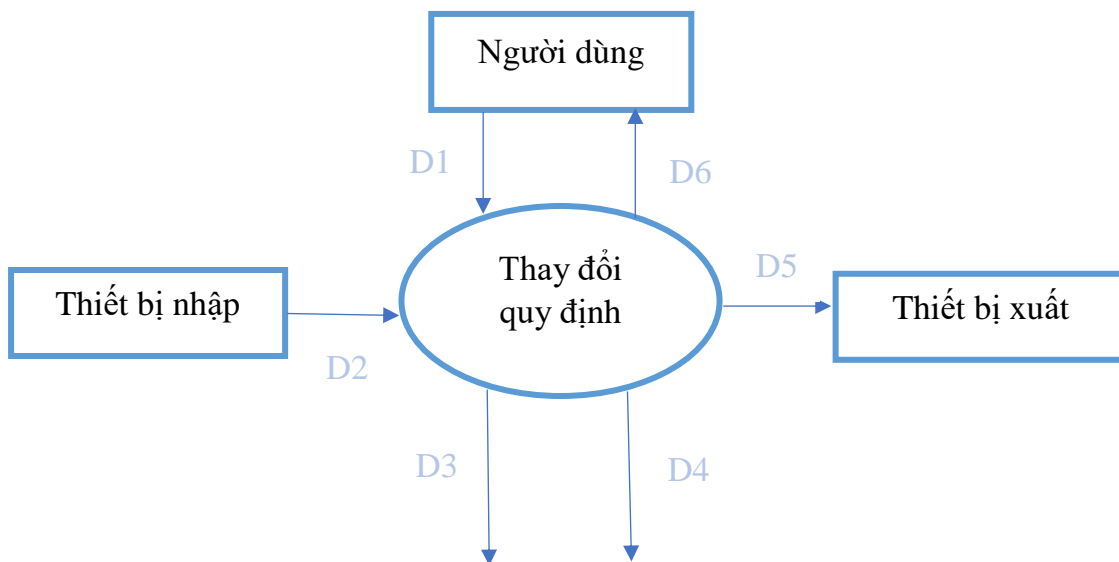 Người dùng
D1
D6
Thay đổi
quy định
D5
Thiết bị nhập
Thiết bị xuất
D2
D3
D4